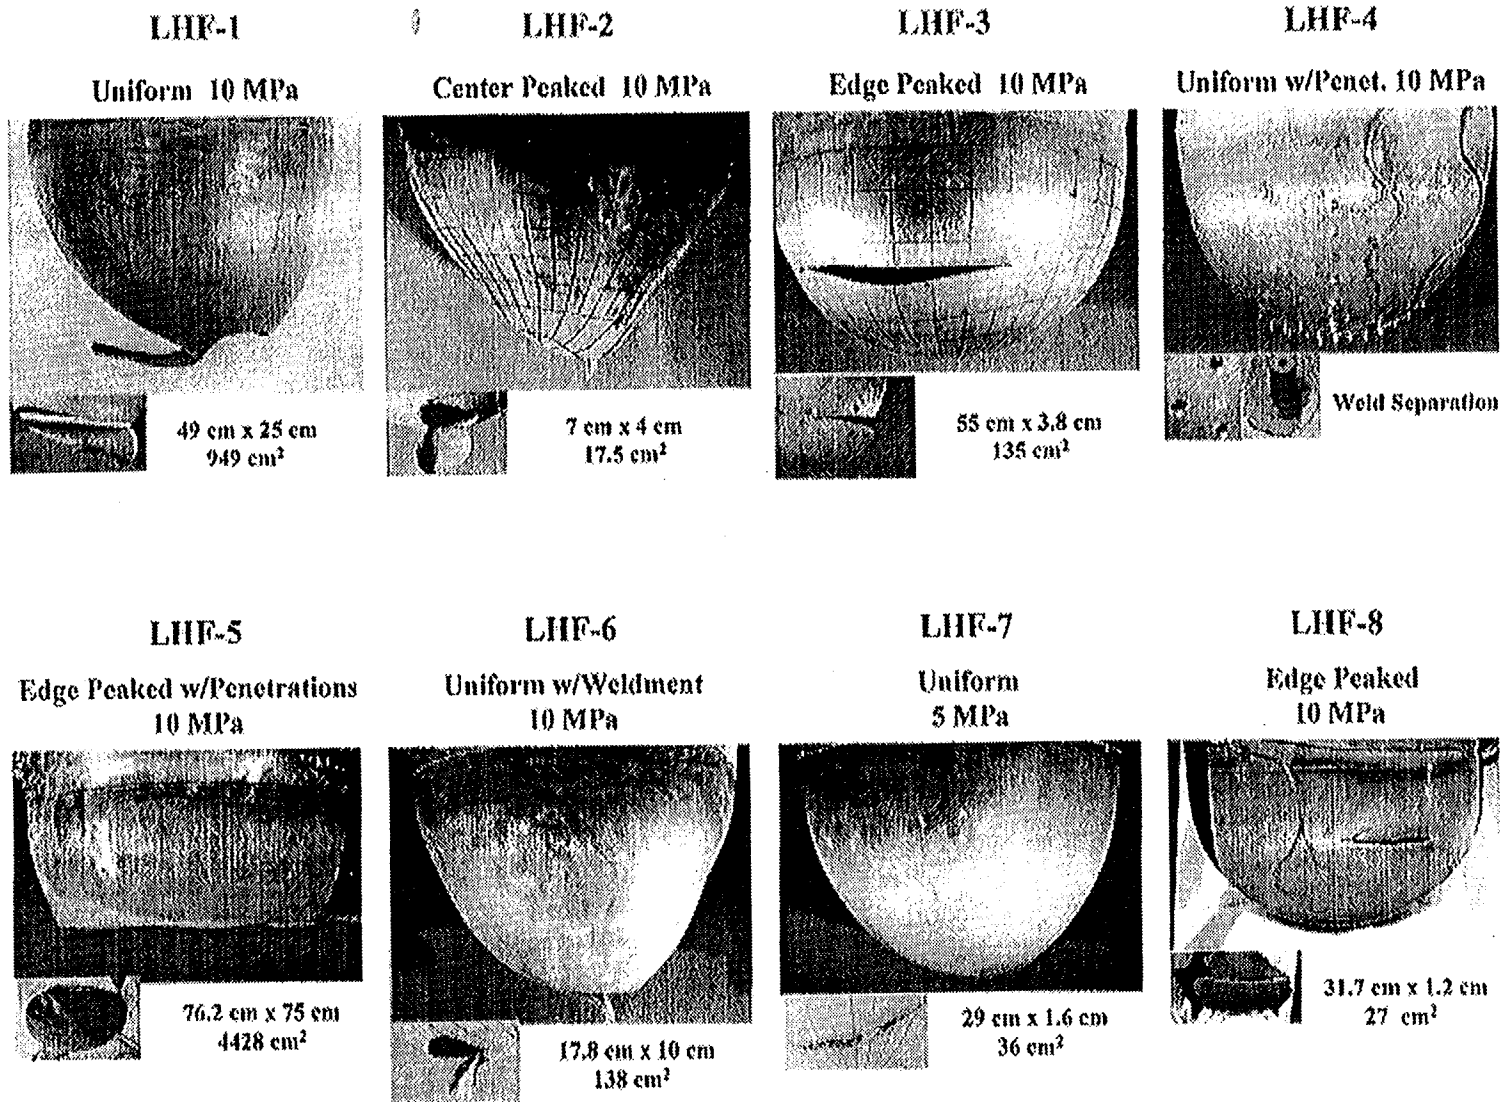 LHF-1
Uniform 10 MPa
49 cm x 25 cm
949 cm²
LHF-2
Center Peaked 10 MPa
7 cm x 4 cm
17.5 cm²
LHF-3
Edge Peaked 10 MPa
55 cm x 3.8 cm
135 cm²
LHF-4
Uniform w/Penet. 10 MPa
Weld Separation
LHF-5
Edge Peaked w/Penetrations
10 MPa
76.2 cm x 75 cm
4428 cm²
LHF-6
Uniform w/Weldment
10 MPa
17.8 cm x 10 cm
138 cm²
LHF-7
Uniform
5 MPa
29 cm x 1.6 cm
36 cm²
LHF-8
Edge Peaked
10 MPa
31.7 cm x 1.2 cm
27 cm²